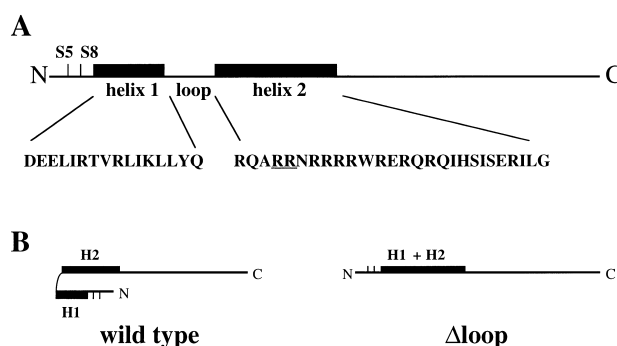 A
S5 S8
N C
helix 1 loop helix 2
DEELIRTVRLIKLLYQ RQARRNRRRRWRERQRQIHSISERILG
B
H2 H1 + H2
C N C
N
H1
wild type Δloop